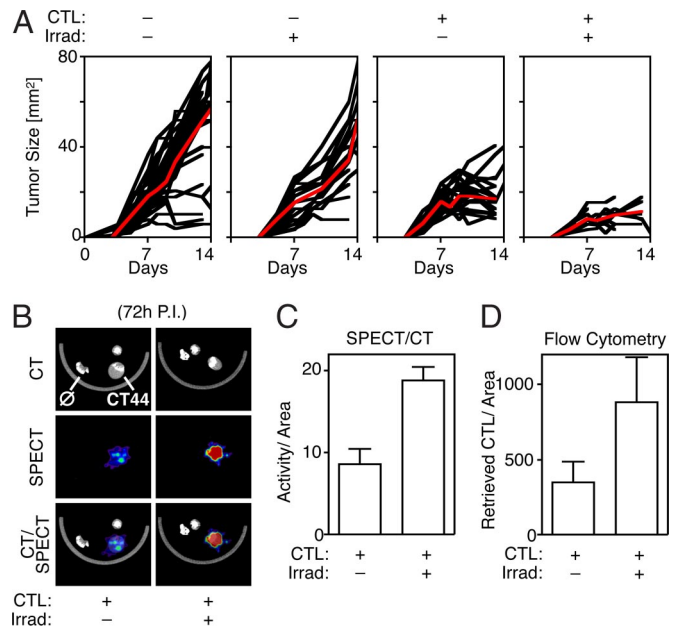 A
CTL: – – + +
Irrad: – + – +
Tumor Size [mm²]
80
40
0
0 7 14 7 14 7 14 7 14
Days Days Days Days
B
(72h P.I.)
CT
Ø CT44
SPECT
CT/
SPECT
CTL: + +
Irrad: – +
C
SPECT/CT
Activity/ Area
20
10
0
CTL: + +
Irrad: – +
D
Flow Cytometry
Retrieved CTL/ Area
1000
500
0
CTL: + +
Irrad: – +